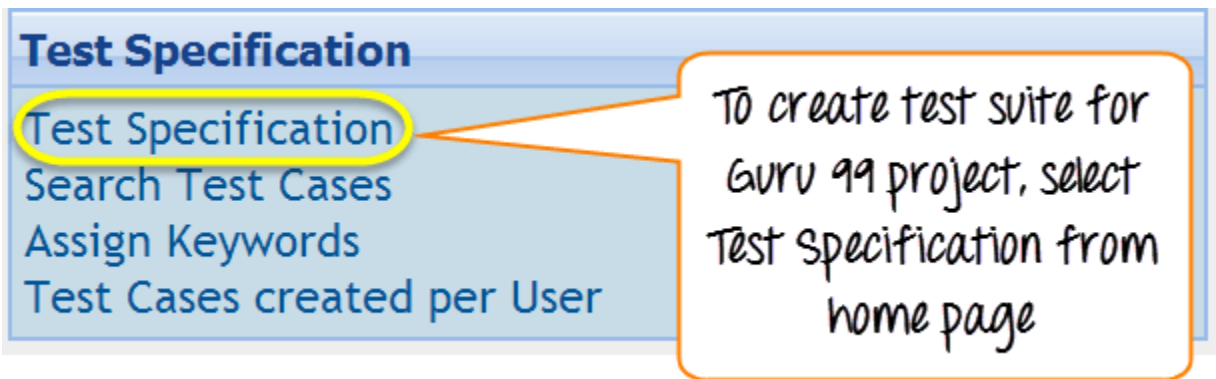 Test Specification
Test Specification
Search Test Cases
Assign Keywords
Test Cases created per User
To create test suite for
Guru 99 project, select
Test Specification from
home page